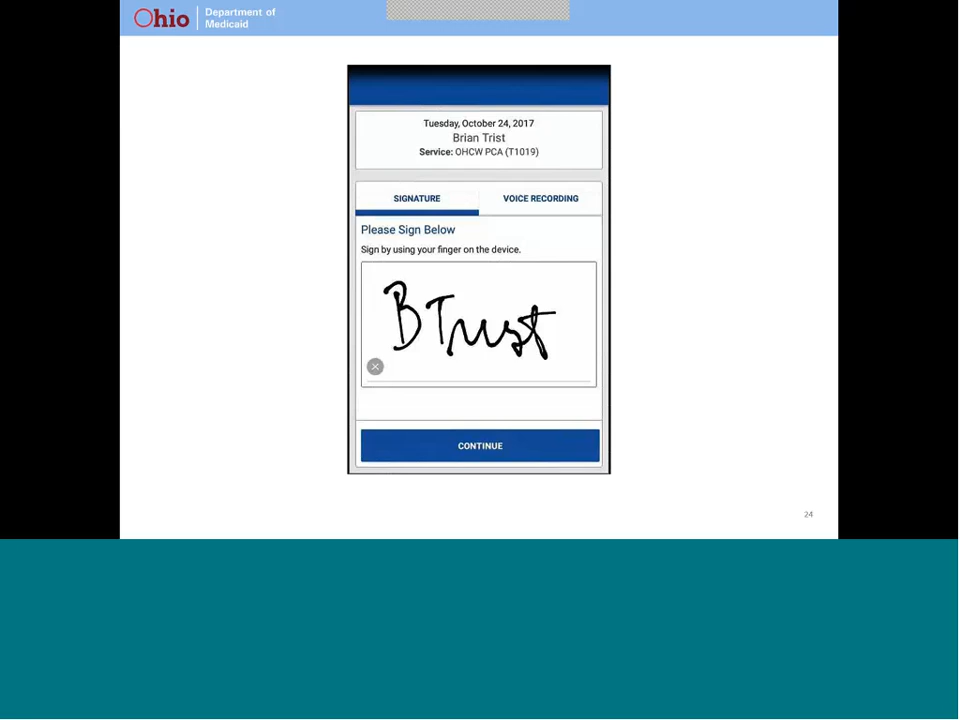 Ohio
Department of
Medicaid
Tuesday, October 24, 2017
Brian Trist
Service: OHCW PCA (T1019)
SIGNATURE
VOICE RECORDING
Please Sign Below
Sign by using your finger on the device.
B Trist
CONTINUE
24